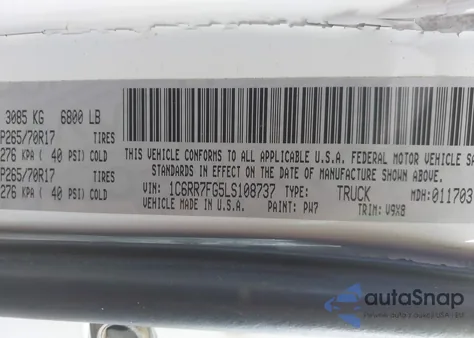 3085 KG 6800 LB
P265/70R17 TIRES
276 KPA ( 40 PSI) COLD
P265/70R17 TIRES
276 KPA ( 40 PSI) COLD
THIS VEHICLE CONFORMS TO ALL APPLICABLE U.S.A. FEDERAL MOTOR VEHICLE SA
STANDARDS IN EFFECT ON THE DATE OF MANUFACTURE SHOWN ABOVE.
VIN: 1C6RR7FG5LS108737 TYPE: TRUCK MDH: 011703
VEHICLE MADE IN U.S.A. PAINT: PW7 TRIM: V9X8
autoSnap